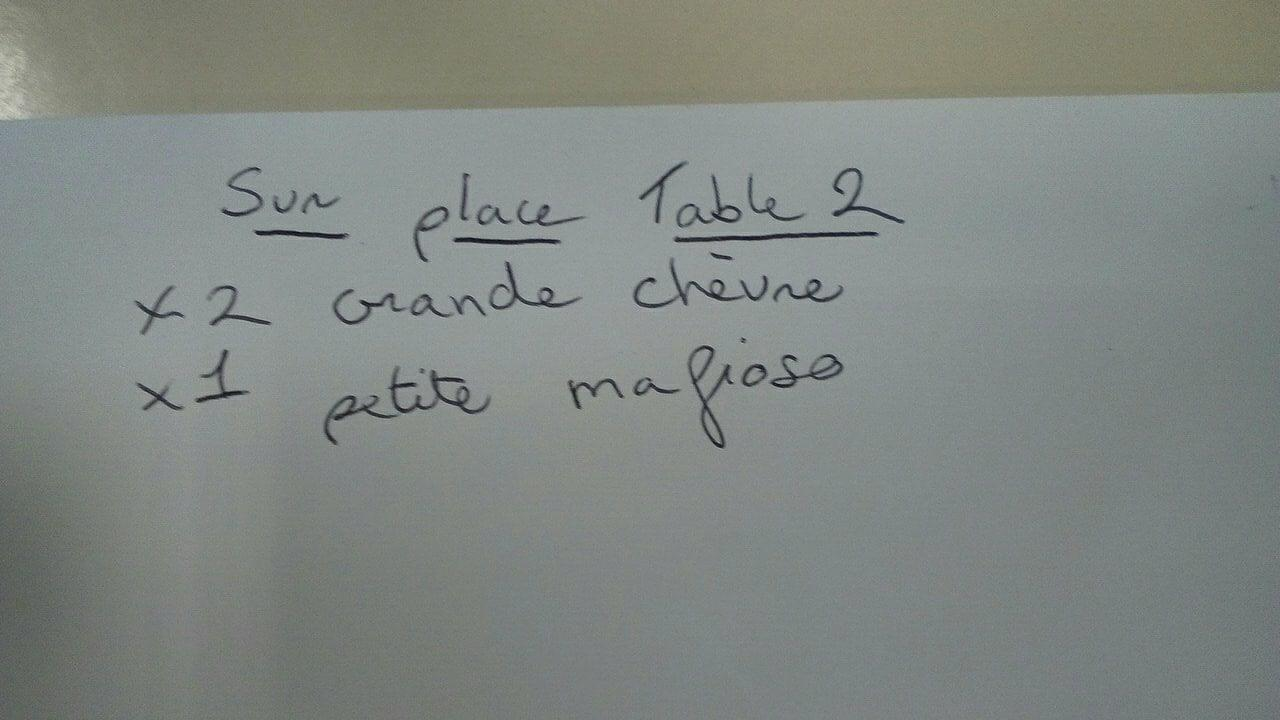 Sur place Table 2
x2 Grande chèvre
x1 petite mafioso